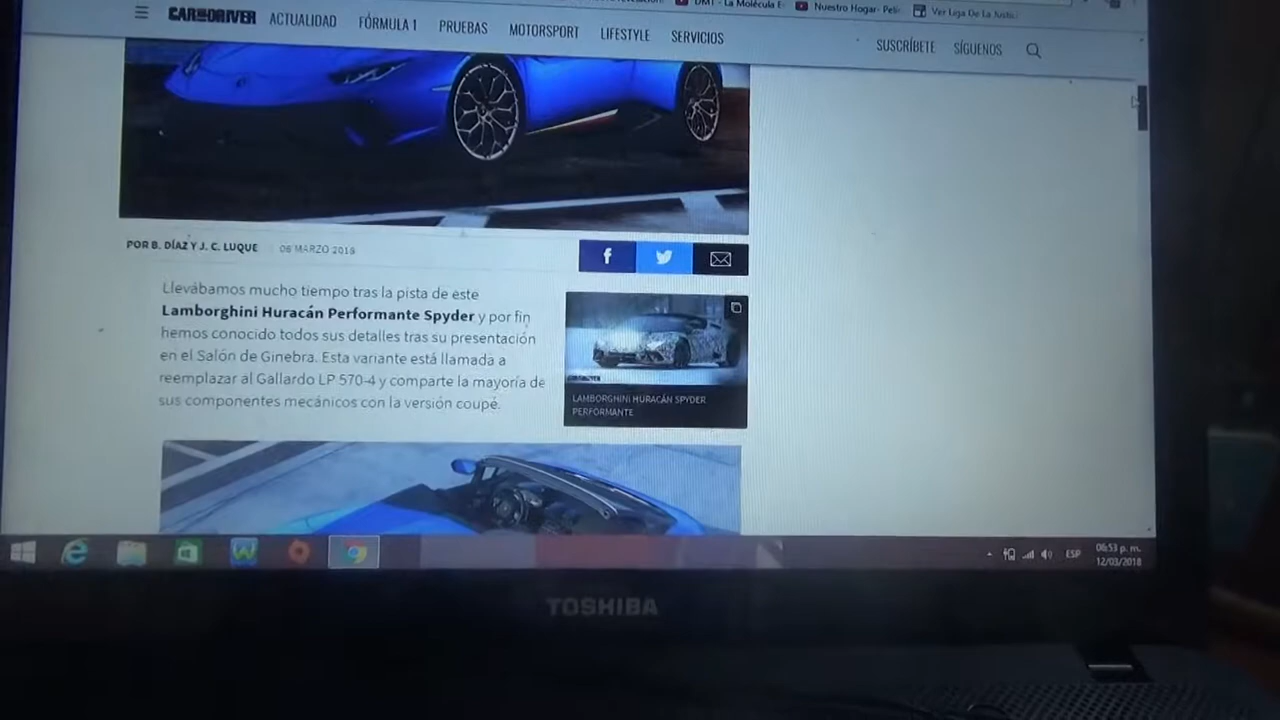 DMT - La Molécula E
Nuestro Hogar- Peli
Ver Liga De La Justic
CAR AND DRIVER
ACTUALIDAD
FÓRMULA 1
PRUEBAS
MOTORSPORT
LIFESTYLE
SERVICIOS
SUSCRÍBETE
SÍGUENOS
POR B. DÍAZ Y J. C. LUQUE
06 MARZO 2018
f
Llevábamos mucho tiempo tras la pista de este
Lamborghini Huracán Performante Spyder y por fin
hemos conocido todos sus detalles tras su presentación
en el Salón de Ginebra. Esta variante está llamada a
reemplazar al Gallardo LP 570-4 y comparte la mayoría de
sus componentes mecánicos con la versión coupé.
LAMBORGHINI HURACÁN SPYDER
PERFORMANTE
ESP
06:53 p. m.
12/03/2018
TOSHIBA